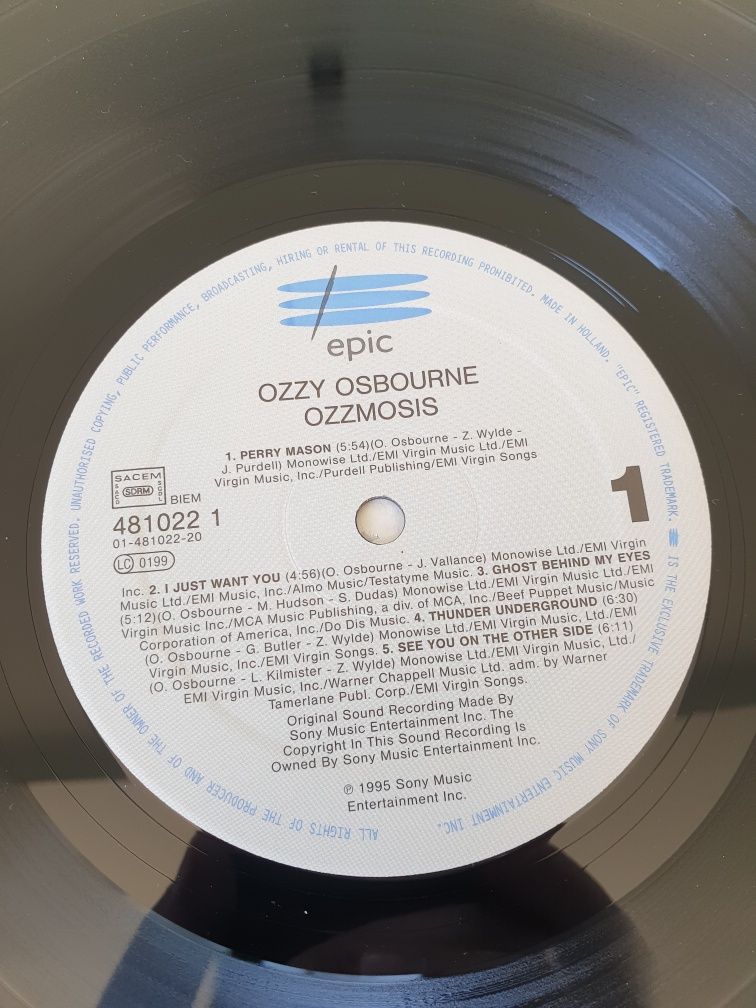 ALL RIGHTS OF THE PRODUCER AND OF THE OWNER OF THE RECORDED WORK RESERVED. UNAUTHORISED COPYING, PUBLIC PERFORMANCE, BROADCASTING, HIRING OR RENTAL OF THIS RECORDING PROHIBITED. MADE IN HOLLAND. "EPIC" REGISTERED TRADEMARK. IS THE EXCLUSIVE TRADEMARK OF SONY MUSIC ENTERTAINMENT INC.
epic
OZZY OSBOURNE
OZZMOSIS
1. PERRY MASON (5:54)(O. Osbourne - Z. Wylde -
J. Purdell) Monowise Ltd./EMI Virgin Music Ltd./EMI
Virgin Music, Inc./Purdell Publishing/EMI Virgin Songs
SACEM
SACD
SDRM
SGDL
BIEM
481022 1
01-481022-20
LC 0199
1
Inc. 2. I JUST WANT YOU (4:56)(O. Osbourne - J. Vallance) Monowise Ltd./EMI Virgin
Music Ltd./EMI Music, Inc./Almo Music/Testatyme Music. 3. GHOST BEHIND MY EYES
(5:12)(O. Osbourne - M. Hudson - S. Dudas) Monowise Ltd./EMI Virgin Music Ltd./EMI
Virgin Music Inc./MCA Music Publishing, a div. of MCA, Inc./Beef Puppet Music/Music
Corporation of America, Inc./Do Dis Music. 4. THUNDER UNDERGROUND (6:30)
(O. Osbourne - G. Butler - Z. Wylde) Monowise Ltd./EMI Virgin Music, Ltd./EMI
Virgin Music, Inc./EMI Virgin Songs. 5. SEE YOU ON THE OTHER SIDE (6:11)
(O. Osbourne - L. Kilmister - Z. Wylde) Monowise Ltd./EMI Virgin Music, Ltd./
EMI Virgin Music, Inc./Warner Chappell Music Ltd. adm. by Warner
Tamerlane Publ. Corp./EMI Virgin Songs.
Original Sound Recording Made By
Sony Music Entertainment Inc. The
Copyright In This Sound Recording Is
Owned By Sony Music Entertainment Inc.
℗ 1995 Sony Music
Entertainment Inc.